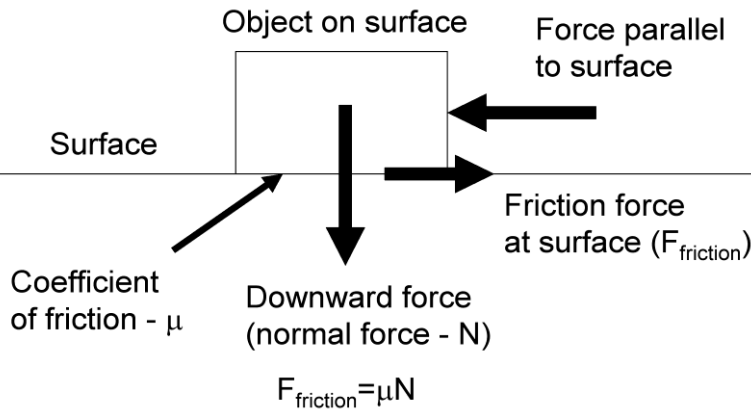 Object on surface
Force parallel
to surface
Surface
Friction force
at surface (Ffriction)
Coefficient
of friction - μ
Downward force
(normal force - N)
Ffriction=μN